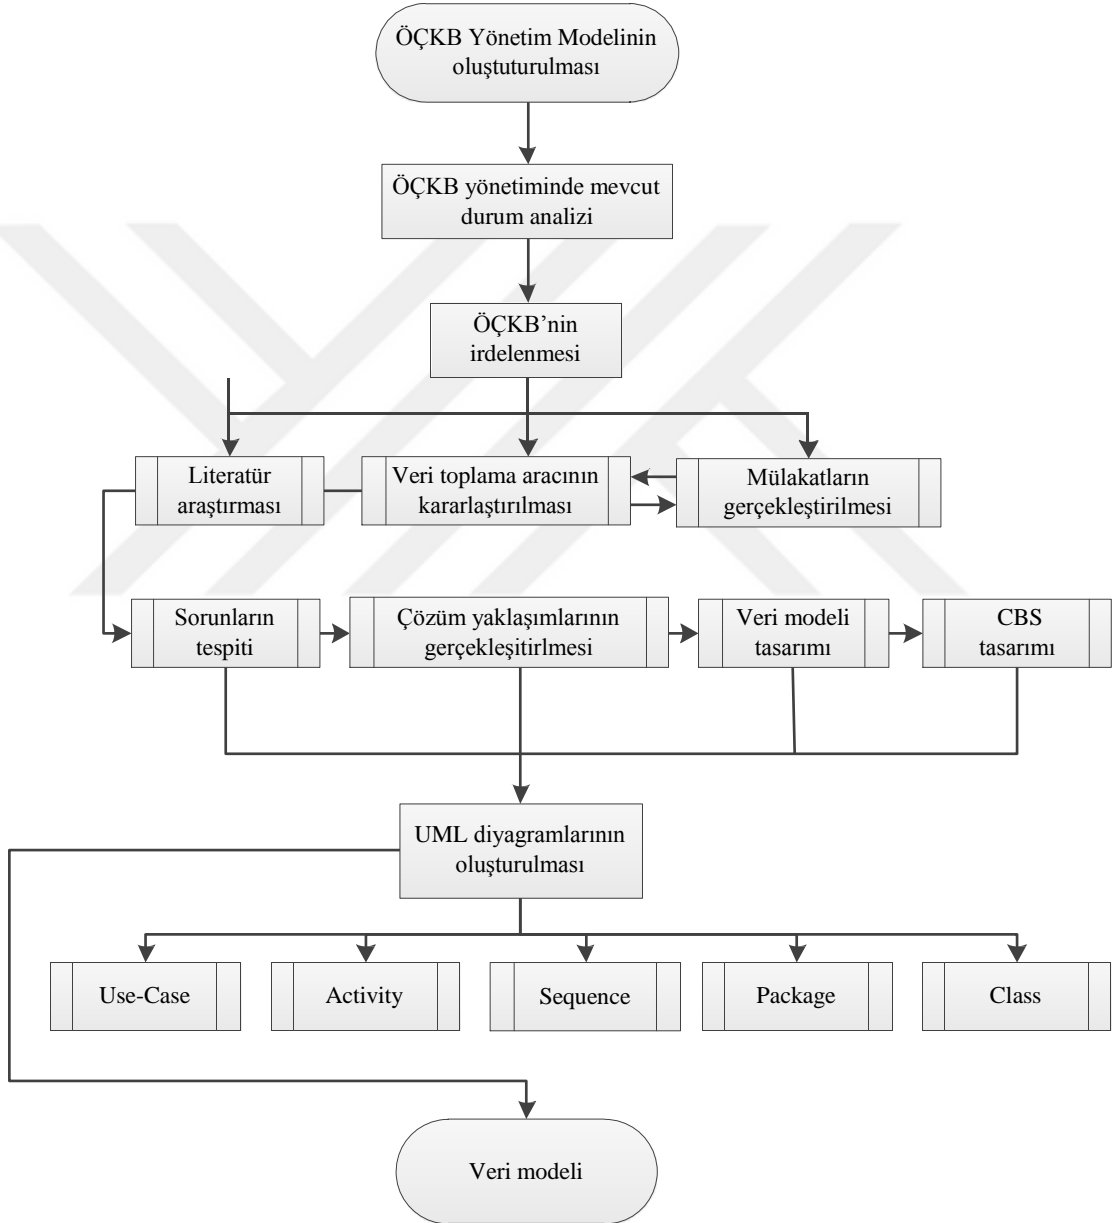 ÖÇKB Yönetim Modelinin
oluştuturulması
ÖÇKB yönetiminde mevcut
durum analizi
ÖÇKB’nin
irdelenmesi
Literatür
araştırması
Veri toplama aracının
kararlaştırılması
Mülakatların
gerçekleştirilmesi
Sorunların
tespiti
Çözüm yaklaşımlarının
gerçekleşitirlmesi
Veri modeli
tasarımı
CBS
tasarımı
UML diyagramlarının
oluşturulması
Use-Case
Activity
Sequence
Package
Class
Veri modeli